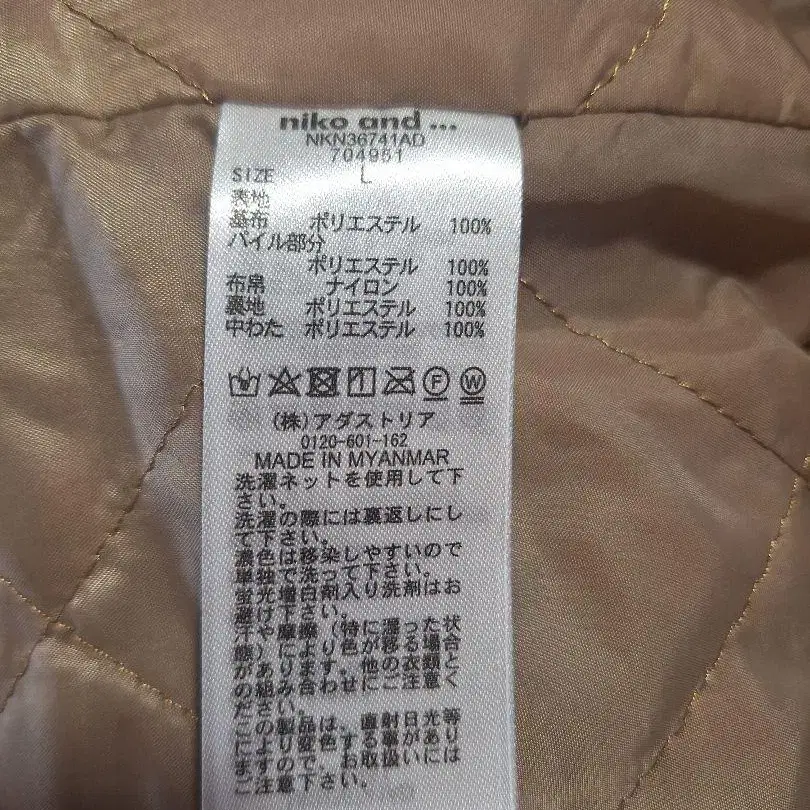 niko and ...
NKN36741AD
704951
SIZE L
表地
基布 ポリエステル 100%
パイル部分
ポリエステル 100%
布帛 ナイロン 100%
裏地 ポリエステル 100%
中わた ポリエステル 100%
F W
(株)アダストリア
0120-601-162
MADE IN MYANMAR
洗濯ネットを使用して下
さい。
洗濯の際には裏返しにし
て下さい。
濃色は移染しやすいので
単独で洗って下さい。
蛍光増白剤入り洗剤はお
避け下さい。
汗や摩擦(特に湿った状
態)により色が移る場合
があります。他の衣類と
の組み合わせにご注意く
ださい。
この製品は、直射日光等
により変色する事があり
ますので、お取扱いには
ご注意下さい。